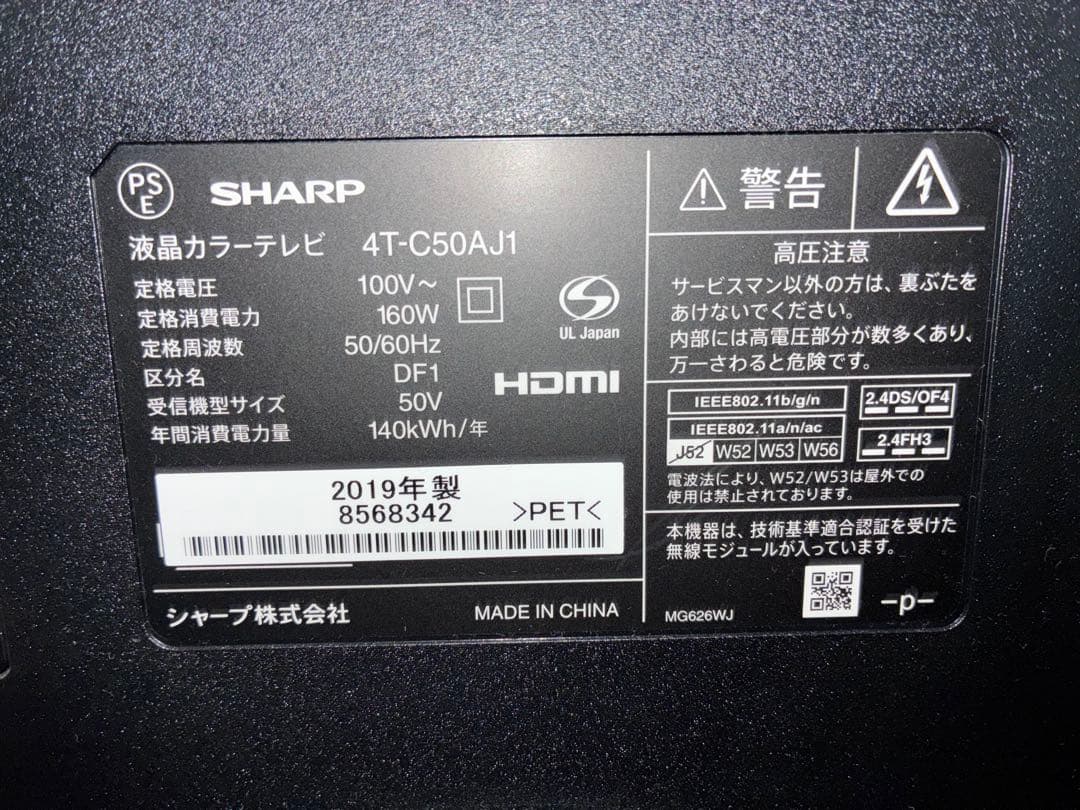 PS
E
SHARP
液晶カラーテレビ 4T-C50AJ1
定格電圧 100V～
定格消費電力 160W
定格周波数 50/60Hz
区分名 DF1
受信機型サイズ 50V
年間消費電力量 140kWh/年
S
UL Japan
HDMI
2019年製
8568342 >PET<
シャープ株式会社 MADE IN CHINA
警告
高圧注意
サービスマン以外の方は、裏ぶたを
あけないでください。
内部には高電圧部分が数多くあり、
万一さわると危険です。
IEEE802.11b/g/n
IEEE802.11a/n/ac
J52 W52 W53 W56
2.4DS/OF4
2.4FH3
電波法により、W52/W53は屋外での
使用は禁止されております。
本機器は、技術基準適合認証を受けた
無線モジュールが入っています。
MG626WJ
–p–